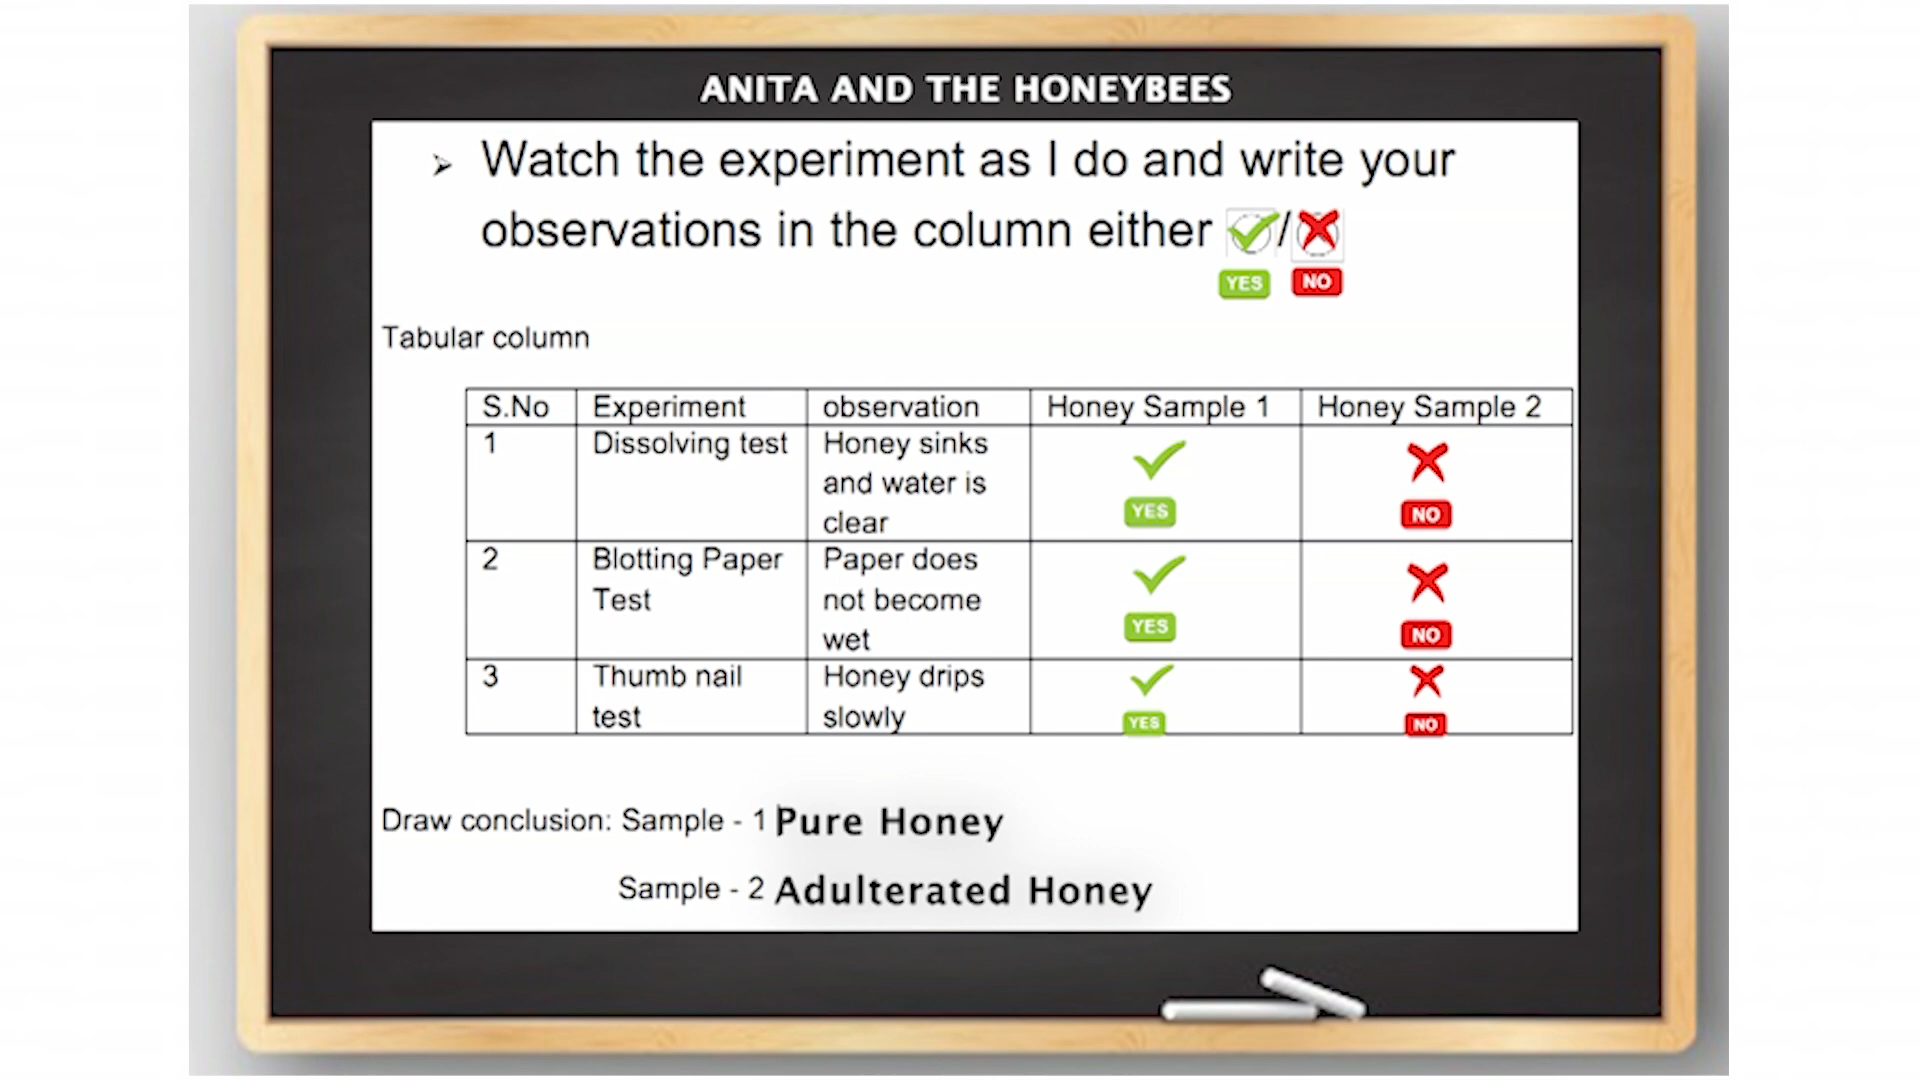 ANITA AND THE HONEYBEES
➢ Watch the experiment as I do and write your
observations in the column either ✓/✗
YES NO
Tabular column
S.No Experiment observation Honey Sample 1 Honey Sample 2
1 Dissolving test Honey sinks and water is clear ✓ YES ✗ NO
2 Blotting Paper Test Paper does not become wet ✓ YES ✗ NO
3 Thumb nail test Honey drips slowly ✓ YES ✗ NO
Draw conclusion: Sample - 1 Pure Honey
Sample - 2 Adulterated Honey